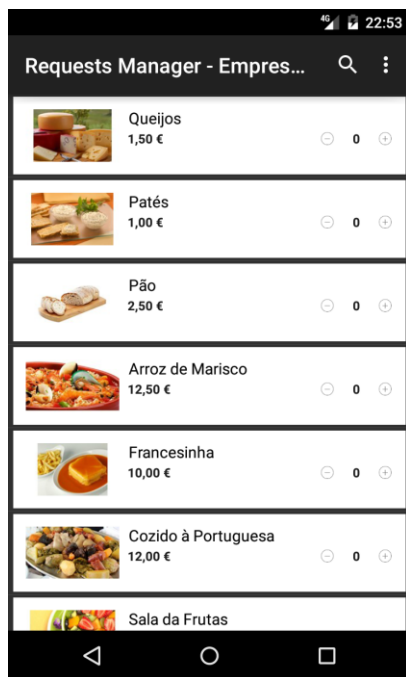 4G 22:53
Requests Manager - Empres...
Queijos
1,50 €
0
Patés
1,00 €
0
Pão
2,50 €
0
Arroz de Marisco
12,50 €
0
Francesinha
10,00 €
0
Cozido à Portuguesa
12,00 €
0
Sala da Frutas